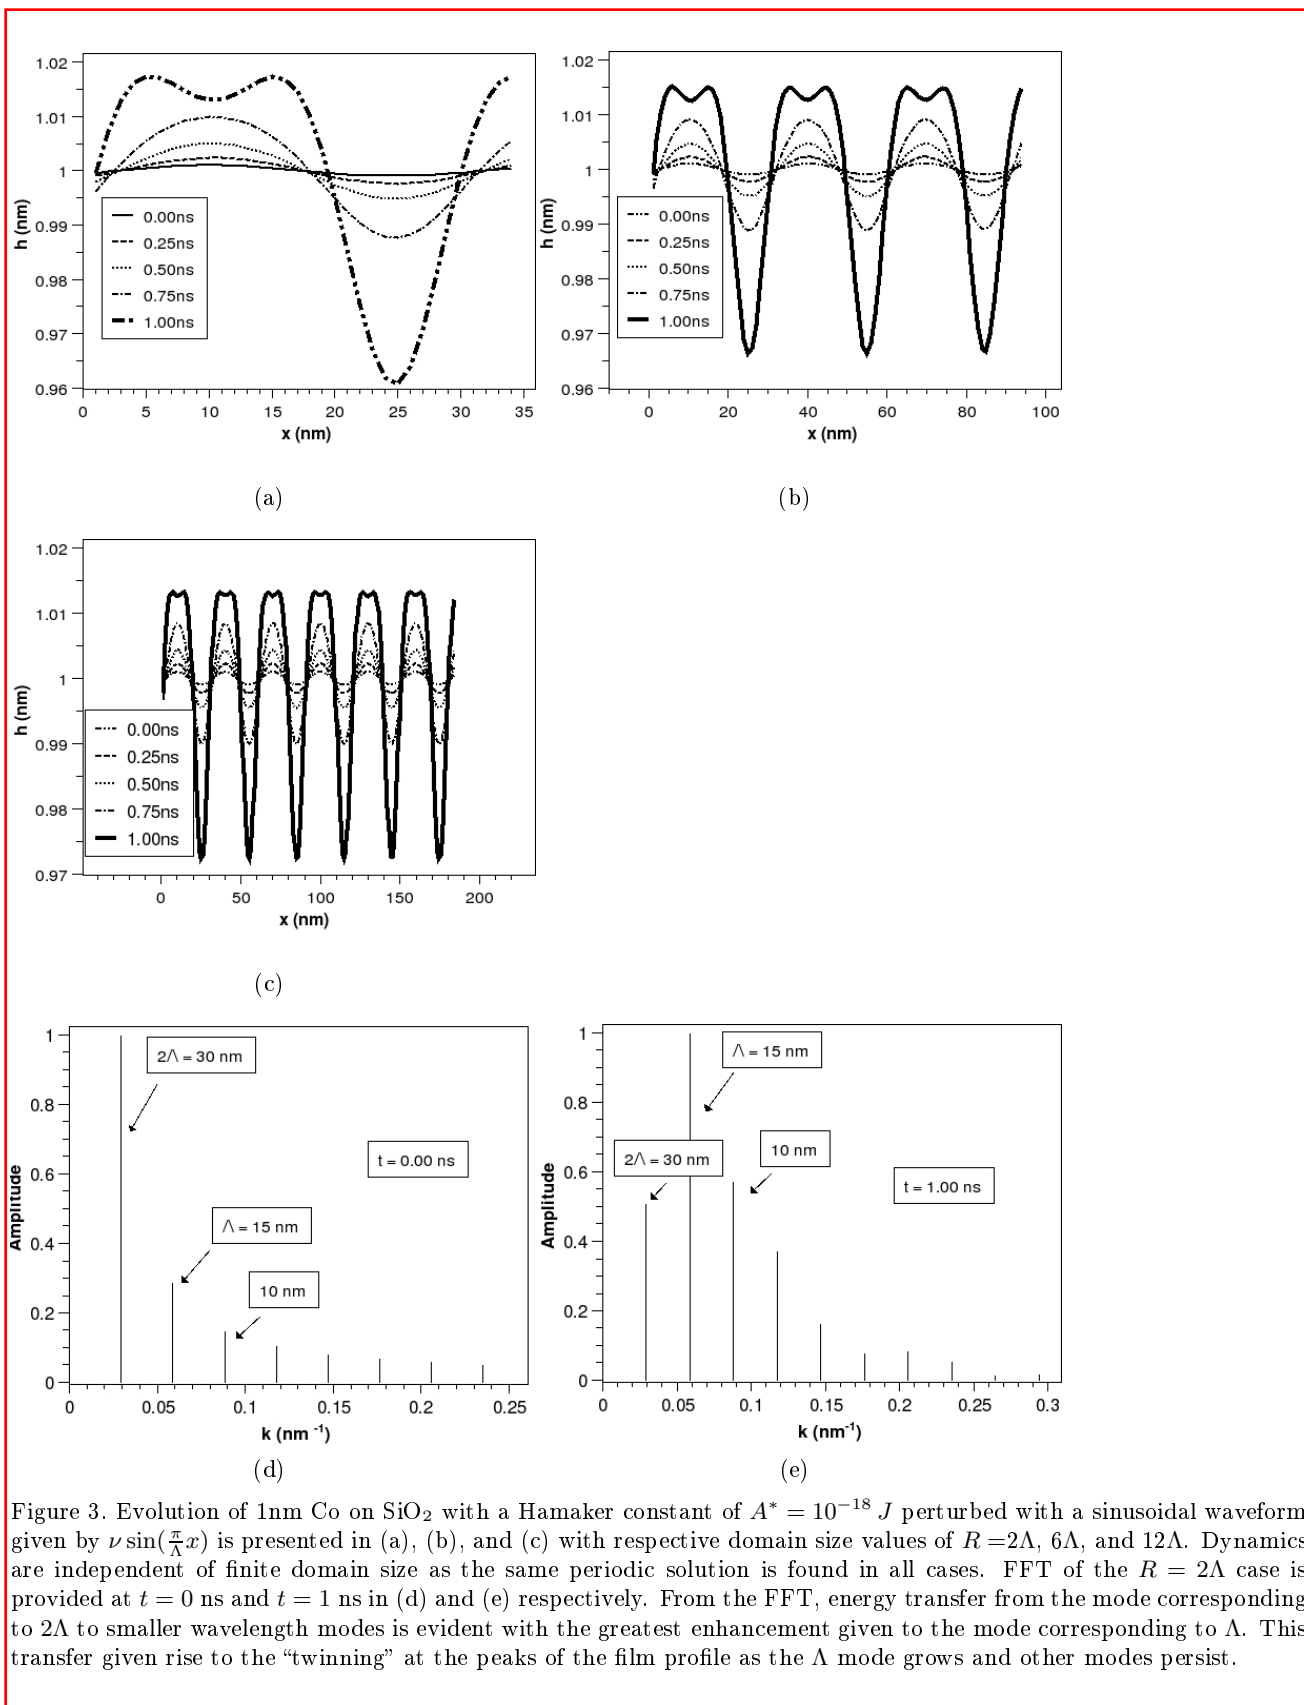 1.02
1.01
1
0.99
0.98
0.97
0.96
h (nm)
0.00ns
0.25ns
0.50ns
0.75ns
1.00ns
0 5 10 15 20 25 30 35
x (nm)
(a)
1.02
1.01
1
0.99
0.98
0.97
0.96
h (nm)
0.00ns
0.25ns
0.50ns
0.75ns
1.00ns
0 20 40 60 80 100
x (nm)
(b)
1.02
1.01
1
0.99
0.98
0.97
h (nm)
0.00ns
0.25ns
0.50ns
0.75ns
1.00ns
0 50 100 150 200
x (nm)
(c)
1
0.8
0.6
0.4
0.2
0
Amplitude
2Λ = 30 nm
t = 0.00 ns
Λ = 15 nm
10 nm
0 0.05 0.1 0.15 0.2 0.25
k (nm⁻¹)
(d)
1
0.8
0.6
0.4
0.2
0
Amplitude
Λ = 15 nm
2Λ = 30 nm
10 nm
t = 1.00 ns
0 0.05 0.1 0.15 0.2 0.25 0.3
k (nm⁻¹)
(e)
Figure 3. Evolution of 1nm Co on SiO₂ with a Hamaker constant of A* = 10⁻¹⁸ J perturbed with a sinusoidal waveform
given by ν sin(π/Λ x) is presented in (a), (b), and (c) with respective domain size values of R =2Λ, 6Λ, and 12Λ. Dynamics
are independent of finite domain size as the same periodic solution is found in all cases. FFT of the R = 2Λ case is
provided at t = 0 ns and t = 1 ns in (d) and (e) respectively. From the FFT, energy transfer from the mode corresponding
to 2Λ to smaller wavelength modes is evident with the greatest enhancement given to the mode corresponding to Λ. This
transfer given rise to the “twinning” at the peaks of the film profile as the Λ mode grows and other modes persist.